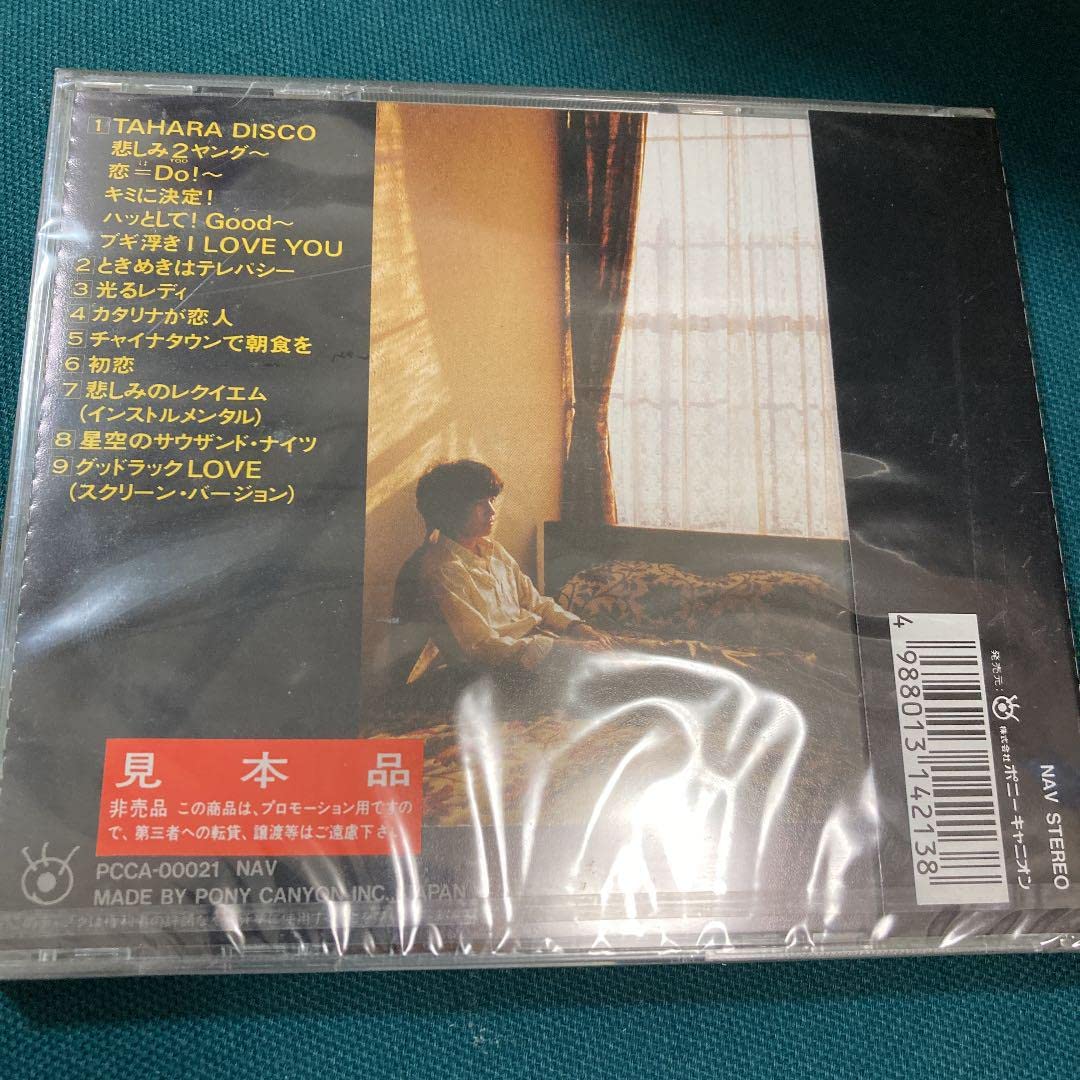 1 TAHARA DISCO
悲しみ2ヤング〜
恋=Do!〜
キミに決定!
ハッとして! Good〜
ブギ浮き I LOVE YOU
2 ときめきはテレパシー
3 光るレディ
4 カタリナが恋人
5 チャイナタウンで朝食を
6 初恋
7 悲しみのレクイエム
(インストルメンタル)
8 星空のサウザンド・ナイツ
9 グッドラックLOVE
(スクリーン・バージョン)
見本品
非売品 この商品は、プロモーション用ですの
で、第三者への転貸、譲渡等はご遠慮下さい。
PCCA-00021 NAV
MADE BY PONY CANYON INC., JAPAN
4 988013 142138
発売元:
株式会社 ポニーキャニオン
NAV STEREO